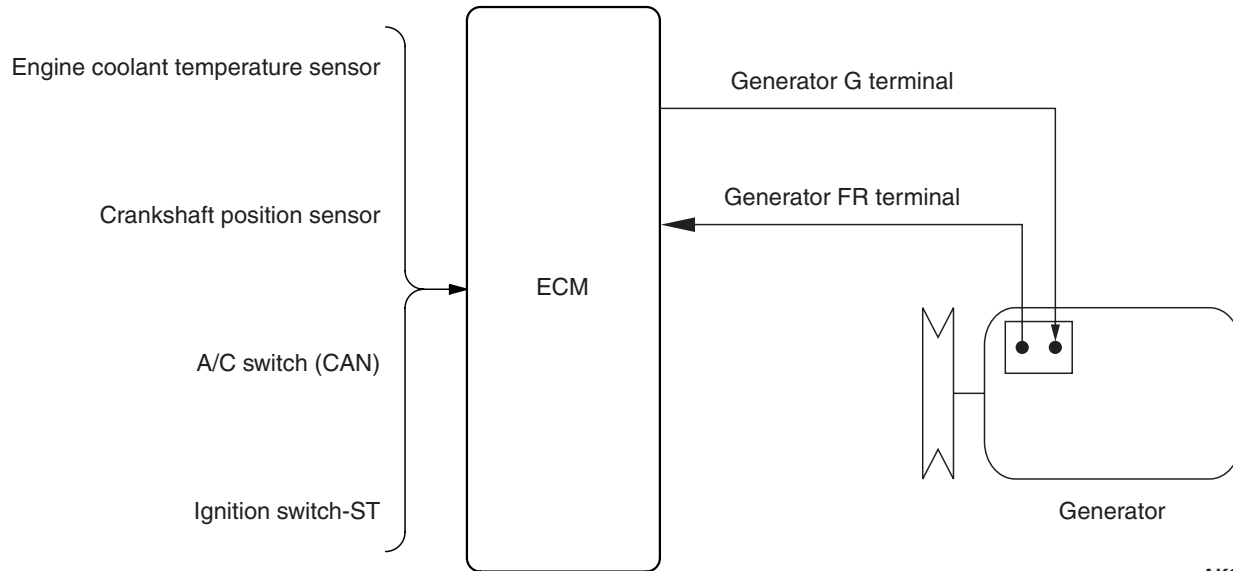 Engine coolant temperature sensor
Crankshaft position sensor
A/C switch (CAN)
Ignition switch-ST
ECM
Generator G terminal
Generator FR terminal
Generator